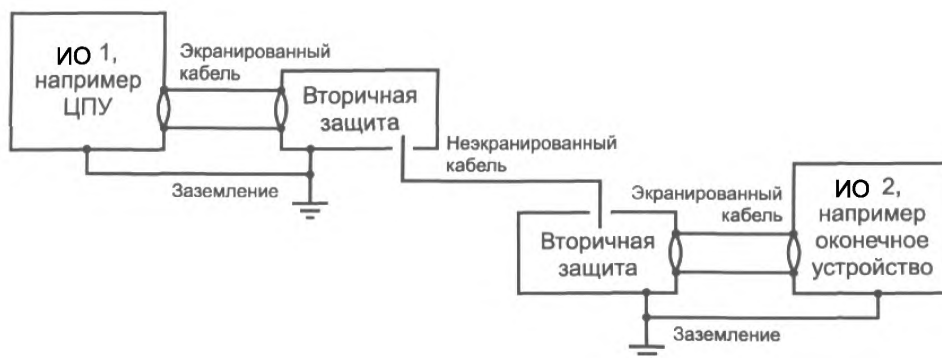 ИО 1,
например
ЦПУ
Экранированный
кабель
Вторичная
защита
Заземление
Неэкранированный
кабель
Вторичная
защита
Экранированный
кабель
ИО 2,
например
оконечное
устройство
Заземление